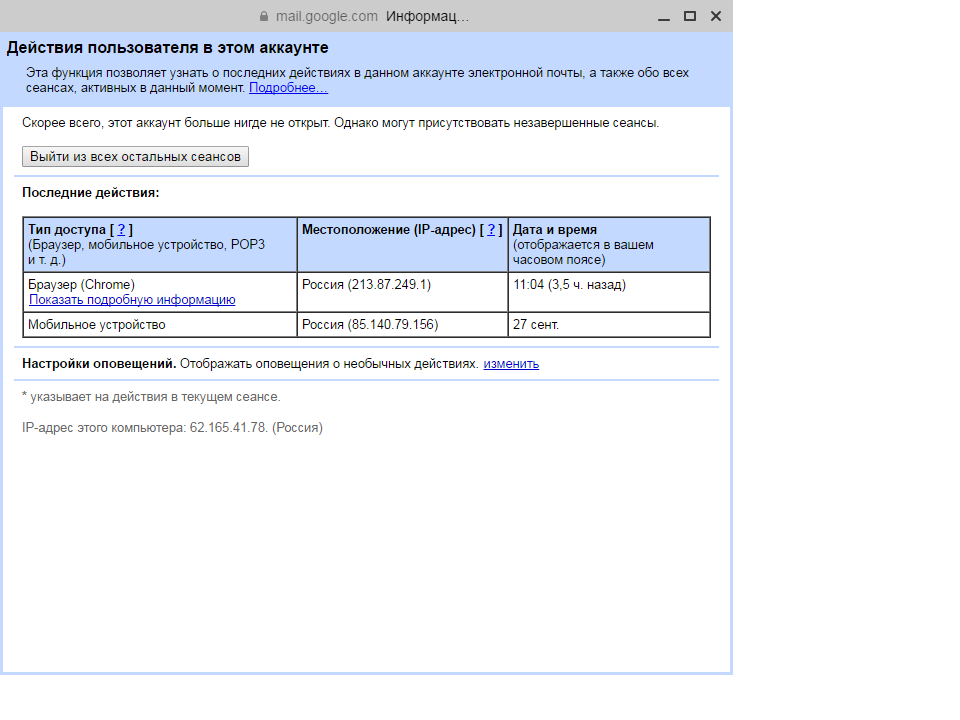 mail.google.com Информац...
Действия пользователя в этом аккаунте
Эта функция позволяет узнать о последних действиях в данном аккаунте электронной почты, а также обо всех
сеансах, активных в данный момент. Подробнее...
Скорее всего, этот аккаунт больше нигде не открыт. Однако могут присутствовать незавершенные сеансы.
Выйти из всех остальных сеансов
Последние действия:
Тип доступа [ ? ]
(Браузер, мобильное устройство, POP3
и т. д.)
Местоположение (IP-адрес) [ ? ]
Дата и время
(отображается в вашем
часовом поясе)
Браузер (Chrome)
Показать подробную информацию
Россия (213.87.249.1)
11:04 (3,5 ч. назад)
Мобильное устройство
Россия (85.140.79.156)
27 сент.
Настройки оповещений. Отображать оповещения о необычных действиях. изменить
* указывает на действия в текущем сеансе.
IP-адрес этого компьютера: 62.165.41.78. (Россия)